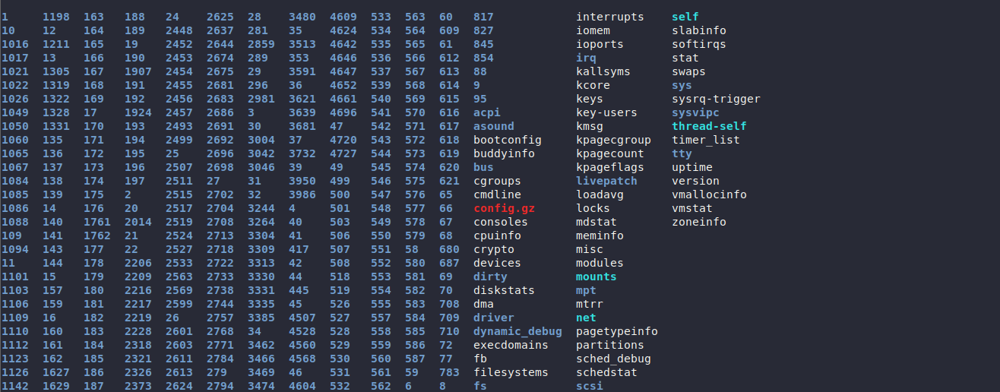 1 1198 163 188 24 2625 28 3480 4609 533 563 60 817 interrupts self
10 12 164 189 2448 2637 281 35 4624 534 564 609 827 iomem slabinfo
1016 1211 165 19 2452 2644 2859 3513 4642 535 565 61 845 ioports softirqs
1017 13 166 190 2453 2674 289 353 4646 536 566 612 854 irq stat
1021 1305 167 1907 2454 2675 29 3591 4647 537 567 613 88 kallsyms swaps
1022 1319 168 191 2455 2681 296 36 4652 539 568 614 9 kcore sys
1026 1322 169 192 2456 2683 2981 3621 4661 540 569 615 95 keys sysrq-trigger
1049 1328 17 1924 2457 2686 3 3639 4696 541 570 616 acpi key-users sysvipc
1050 1331 170 193 2493 2691 30 3681 47 542 571 617 asound kmsg thread-self
1060 135 171 194 2499 2692 3004 37 4720 543 572 618 bootconfig kpagecgroup timer_list
1065 136 172 195 25 2696 3042 3732 4727 544 573 619 buddyinfo kpagecount tty
1067 137 173 196 2507 2698 3046 39 49 545 574 620 bus kpageflags uptime
1084 138 174 197 2511 27 31 3950 499 546 575 621 cgroups livepatch version
1085 139 175 2 2515 2702 32 3986 500 547 576 65 cmdline loadavg vmallocinfo
1086 14 176 20 2517 2704 3244 4 501 548 577 66 config.gz locks vmstat
1088 140 1761 2014 2519 2708 3264 40 503 549 578 67 consoles mdstat zoneinfo
109 141 1762 21 2524 2713 3304 41 506 550 579 68 cpuinfo meminfo
1094 143 177 22 2527 2718 3309 417 507 551 58 680 crypto misc
11 144 178 2206 2533 2722 3313 42 508 552 580 687 devices modules
1101 15 179 2209 2563 2733 3330 44 518 553 581 69 dirty mounts
1103 157 180 2216 2569 2738 3331 445 519 554 582 70 diskstats mpt
1106 159 181 2217 2599 2744 3335 45 526 555 583 708 dma mtrr
1109 16 182 2219 26 2757 3385 4507 527 557 584 709 driver net
1110 160 183 2228 2601 2768 34 4528 528 558 585 710 dynamic_debug pagetypeinfo
1112 161 184 2318 2603 2771 3462 4560 529 559 586 72 execdomains partitions
1123 162 185 2321 2611 2784 3466 4568 530 560 587 77 fb sched_debug
1126 1627 186 2326 2613 279 3469 46 531 561 59 783 filesystems schedstat
1142 1629 187 2373 2624 2794 3474 4604 532 562 6 8 fs scsi